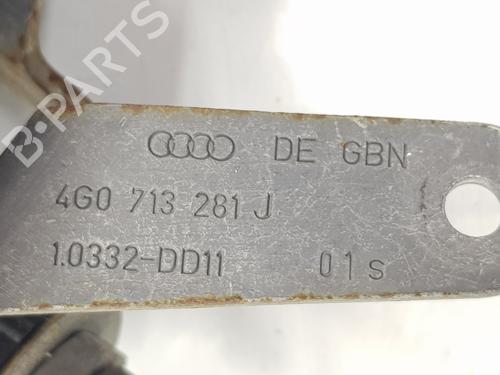 DE GBN
4G0 713 281 J
1.0332-DD11 01s
B-PARTS